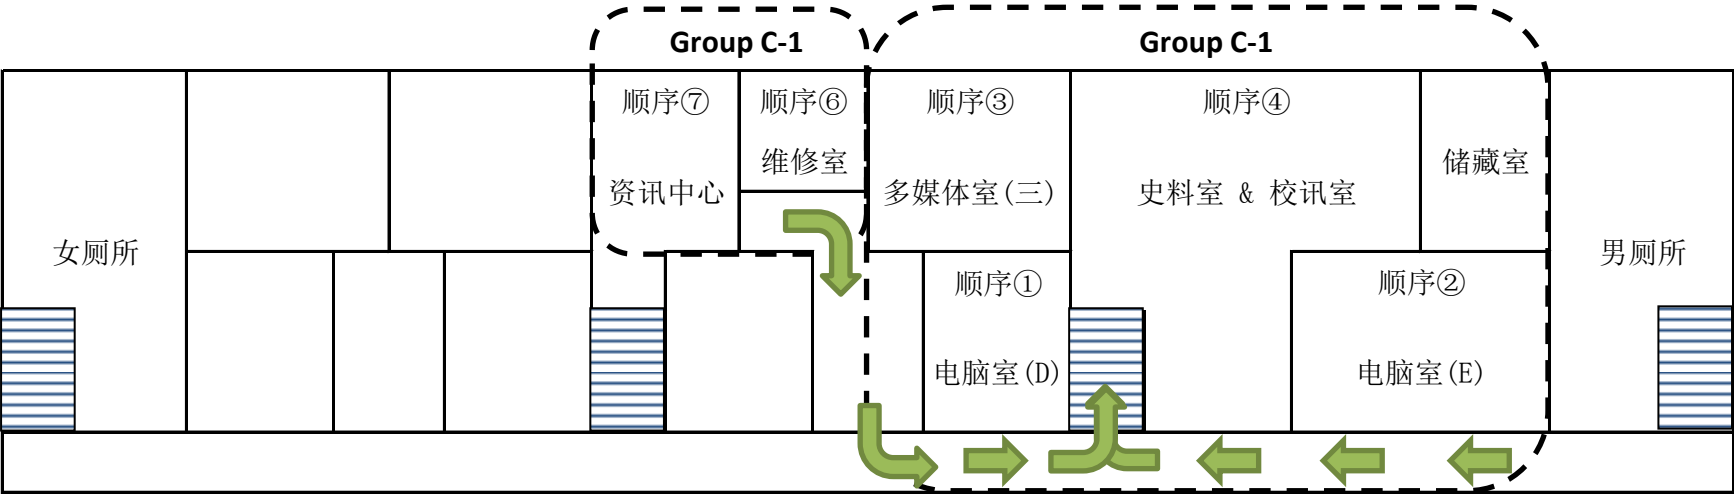 Group C-1
Group C-1
顺序⑦
顺序⑥
顺序③
顺序④
维修室
储藏室
资讯中心
多媒体室(三)
史料室 & 校讯室
女厕所
男厕所
顺序①
顺序②
电脑室(D)
电脑室(E)